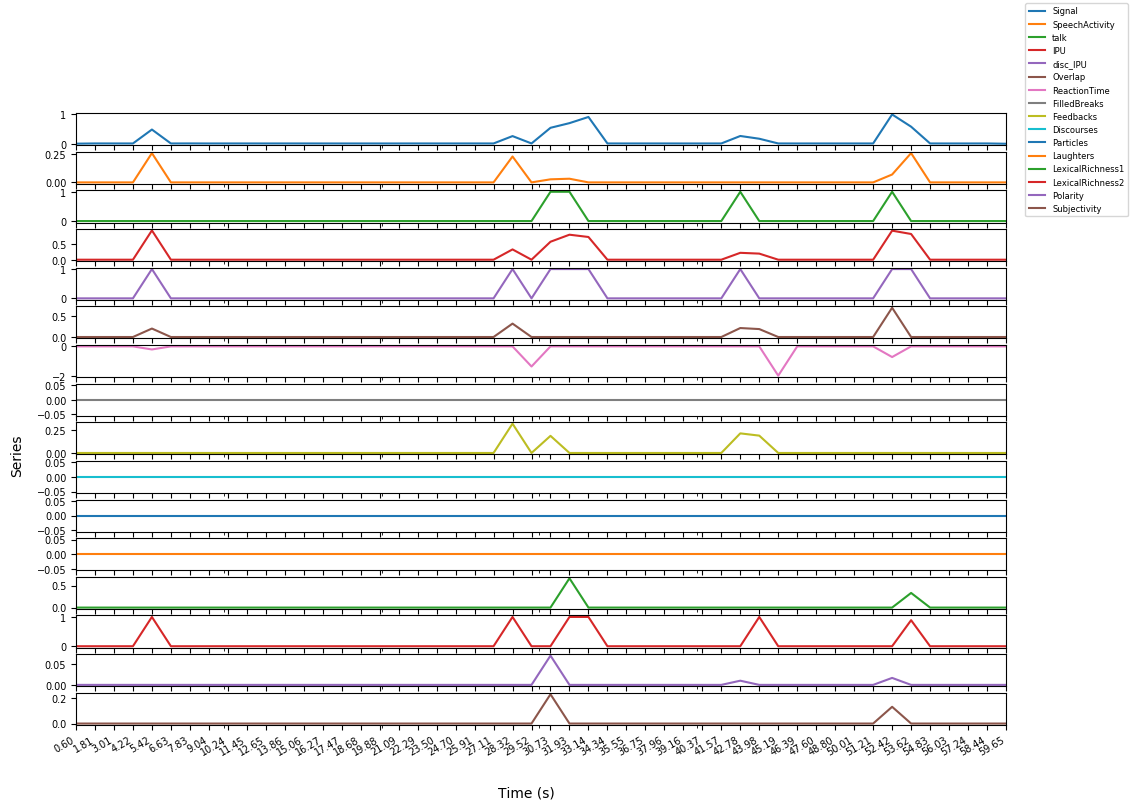 Signal
SpeechActivity
talk
IPU
disc_IPU
Overlap
ReactionTime
FilledBreaks
Feedbacks
Discourses
Particles
Laughters
LexicalRichness1
LexicalRichness2
Polarity
Subjectivity
1
0
0.25
0.00
1
0
0.5
0.0
1
0
0.5
0.0
0
−2
0.05
0.00
−0.05
0.25
0.00
0.05
0.00
−0.05
0.05
0.00
−0.05
0.05
0.00
−0.05
0.5
0.0
1
0
0.05
0.00
0.2
0.0
Series
0.60 1.81 3.01 4.22 5.42 6.63 7.83 9.04 10.24 11.45 12.65 13.86 15.06 16.27 17.47 18.68 19.88 21.09 22.29 23.50 24.70 25.91 27.11 28.32 29.52 30.73 31.93 33.14 34.34 35.55 36.75 37.96 39.16 40.37 41.57 42.78 43.98 45.19 46.39 47.60 48.80 50.01 51.21 52.42 53.62 54.83 56.03 57.24 58.44 59.65
Time (s)